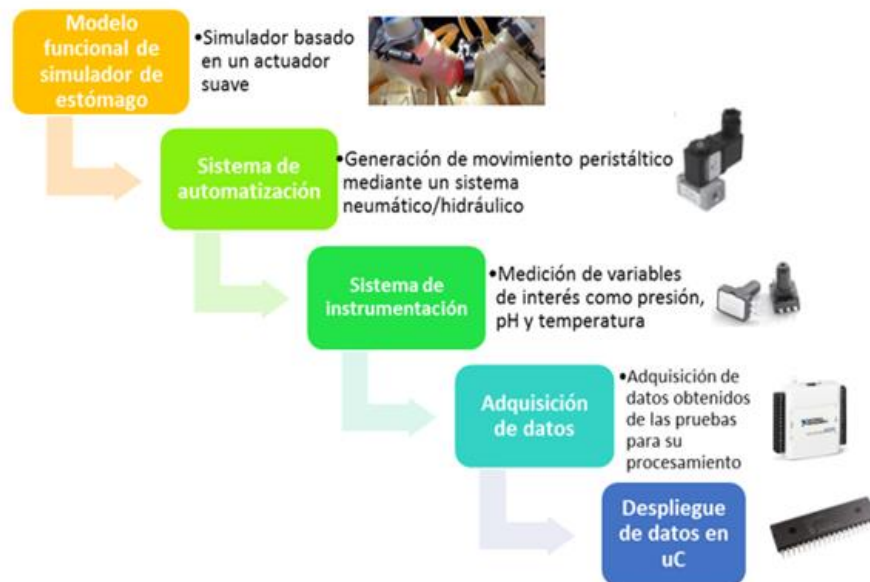 Modelo
funcional de
simulador de
estómago
•Simulador basado
en un actuador
suave
Sistema de
automatización
•Generación de movimiento peristáltico
mediante un sistema
neumático/hidráulico
Sistema de
instrumentación
•Medición de variables
de interés como presión,
pH y temperatura
Adquisición
de datos
•Adquisición de
datos obtenidos
de las pruebas
para su
procesamiento
Despliegue
de datos en
uC